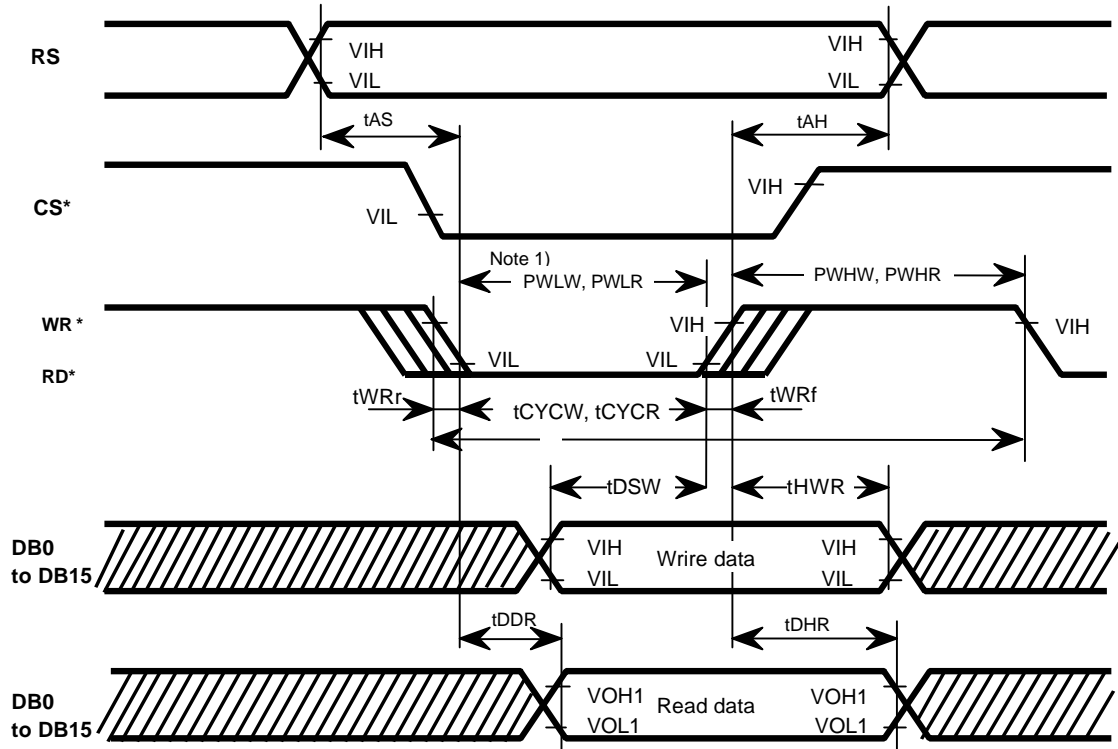 RS
VIH
VIH
VIL
VIL
tAS
tAH
CS*
VIL
VIH
Note 1)
PWLW, PWLR
PWHW, PWHR
WR *
VIH
VIH
RD*
VIL
VIL
tWRr
tCYCW, tCYCR
tWRf
tDSW
tHWR
DB0
to DB15
VIH
Wrire data
VIH
VIL
VIL
tDDR
tDHR
DB0
to DB15
VOH1
Read data
VOH1
VOL1
VOL1